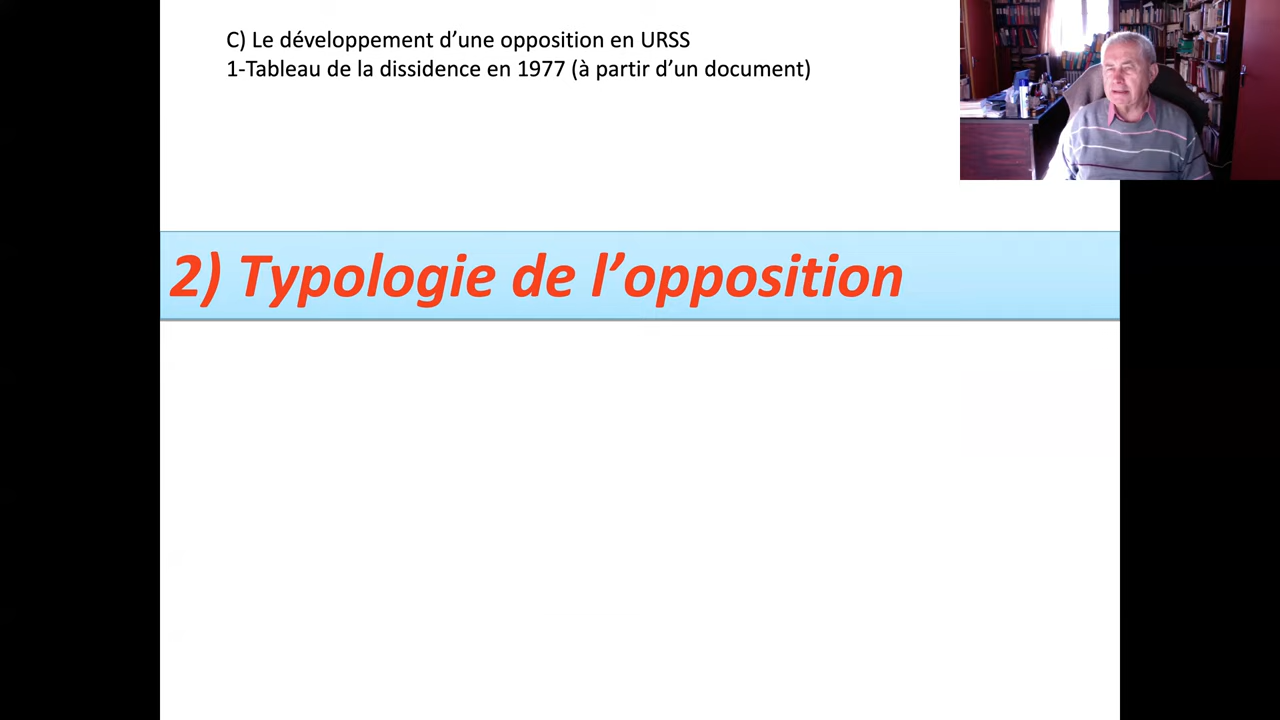 C) Le développement d’une opposition en URSS
1-Tableau de la dissidence en 1977 (à partir d’un document)
2) Typologie de l’opposition